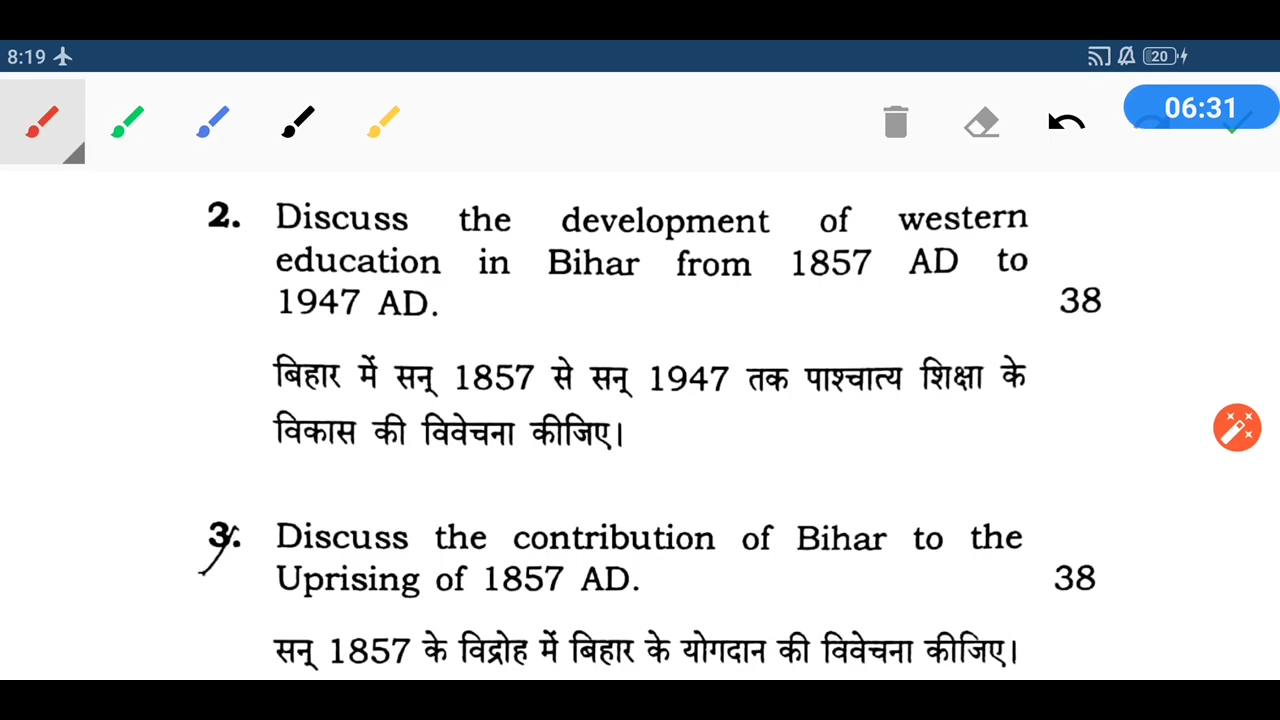 8:19
20
06:31
2. Discuss the development of western
education in Bihar from 1857 AD to
1947 AD. 38
बिहार में सन् 1857 से सन् 1947 तक पाश्चात्य शिक्षा के
विकास की विवेचना कीजिए।
3. Discuss the contribution of Bihar to the
Uprising of 1857 AD. 38
सन् 1857 के विद्रोह में बिहार के योगदान की विवेचना कीजिए।